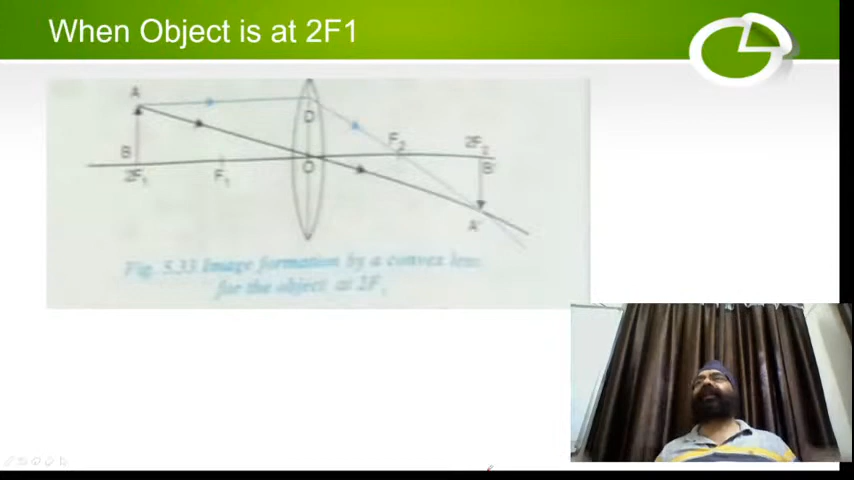 When Object is at 2F1
A
D
F₂
2F₂
B
B
2F₁
F₁
O
A'
Fig. 5.33 Image formation by a convex lens
for the object at 2F₁